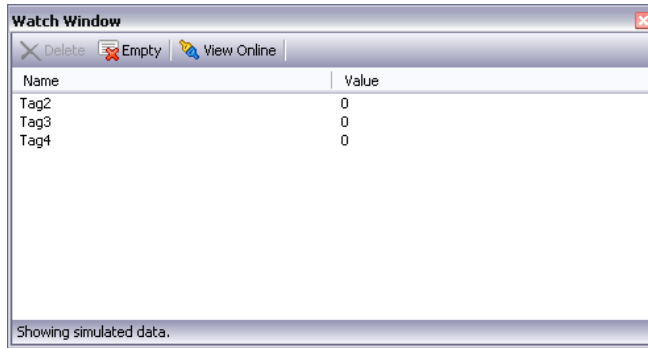 Watch Window
Delete Empty View Online
Name Value
Tag2 0
Tag3 0
Tag4 0
Showing simulated data.